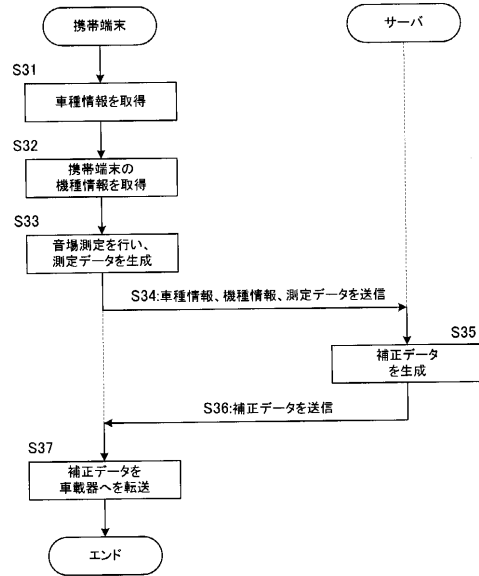 携帯端末
サーバ
S31
車種情報を取得
S32
携帯端末の
機種情報を取得
S33
音場測定を行い、
測定データを生成
S34:車種情報、機種情報、測定データを送信
S35
補正データ
を生成
S36:補正データを送信
S37
補正データを
車載器へを転送
エンド